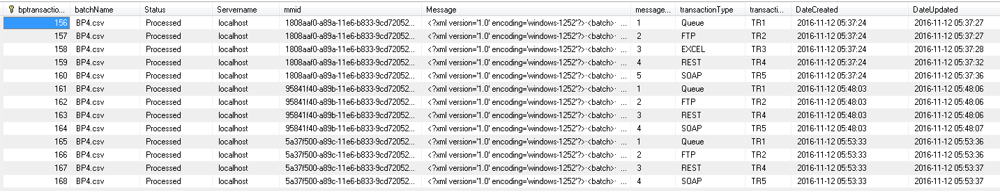 bptransactio... batchName Status Servername mmid Message message... transactionType transacti... DateCreated DateUpdated
156 BP4.csv Processed localhost 1808aaf0-a89a-11e6-b833-9cd72052... <?xml version='1.0' encoding='windows-1252'?>·<batch>· ... 1 Queue TR1 2016-11-12 05:37:24 2016-11-12 05:37:27
157 BP4.csv Processed localhost 1808aaf0-a89a-11e6-b833-9cd72052... <?xml version='1.0' encoding='windows-1252'?>·<batch>· ... 2 FTP TR2 2016-11-12 05:37:24 2016-11-12 05:37:27
158 BP4.csv Processed localhost 1808aaf0-a89a-11e6-b833-9cd72052... <?xml version='1.0' encoding='windows-1252'?>·<batch>· ... 3 EXCEL TR3 2016-11-12 05:37:24 2016-11-12 05:37:28
159 BP4.csv Processed localhost 1808aaf0-a89a-11e6-b833-9cd72052... <?xml version='1.0' encoding='windows-1252'?>·<batch>· ... 4 REST TR4 2016-11-12 05:37:24 2016-11-12 05:37:32
160 BP4.csv Processed localhost 1808aaf0-a89a-11e6-b833-9cd72052... <?xml version='1.0' encoding='windows-1252'?>·<batch>· ... 5 SOAP TR5 2016-11-12 05:37:24 2016-11-12 05:37:36
161 BP4.csv Processed localhost 95841f40-a89b-11e6-b833-9cd72052... <?xml version='1.0' encoding='windows-1252'?>·<batch>· ... 1 Queue TR1 2016-11-12 05:48:03 2016-11-12 05:48:06
162 BP4.csv Processed localhost 95841f40-a89b-11e6-b833-9cd72052... <?xml version='1.0' encoding='windows-1252'?>·<batch>· ... 2 FTP TR2 2016-11-12 05:48:03 2016-11-12 05:48:06
163 BP4.csv Processed localhost 95841f40-a89b-11e6-b833-9cd72052... <?xml version='1.0' encoding='windows-1252'?>·<batch>· ... 3 REST TR4 2016-11-12 05:48:03 2016-11-12 05:48:06
164 BP4.csv Processed localhost 95841f40-a89b-11e6-b833-9cd72052... <?xml version='1.0' encoding='windows-1252'?>·<batch>· ... 4 SOAP TR5 2016-11-12 05:48:03 2016-11-12 05:48:07
165 BP4.csv Processed localhost 5a37f500-a89c-11e6-b833-9cd72052... <?xml version='1.0' encoding='windows-1252'?>·<batch>· ... 1 Queue TR1 2016-11-12 05:53:33 2016-11-12 05:53:36
166 BP4.csv Processed localhost 5a37f500-a89c-11e6-b833-9cd72052... <?xml version='1.0' encoding='windows-1252'?>·<batch>· ... 2 FTP TR2 2016-11-12 05:53:33 2016-11-12 05:53:36
167 BP4.csv Processed localhost 5a37f500-a89c-11e6-b833-9cd72052... <?xml version='1.0' encoding='windows-1252'?>·<batch>· ... 3 REST TR4 2016-11-12 05:53:33 2016-11-12 05:53:37
168 BP4.csv Processed localhost 5a37f500-a89c-11e6-b833-9cd72052... <?xml version='1.0' encoding='windows-1252'?>·<batch>· ... 4 SOAP TR5 2016-11-12 05:53:33 2016-11-12 05:53:37